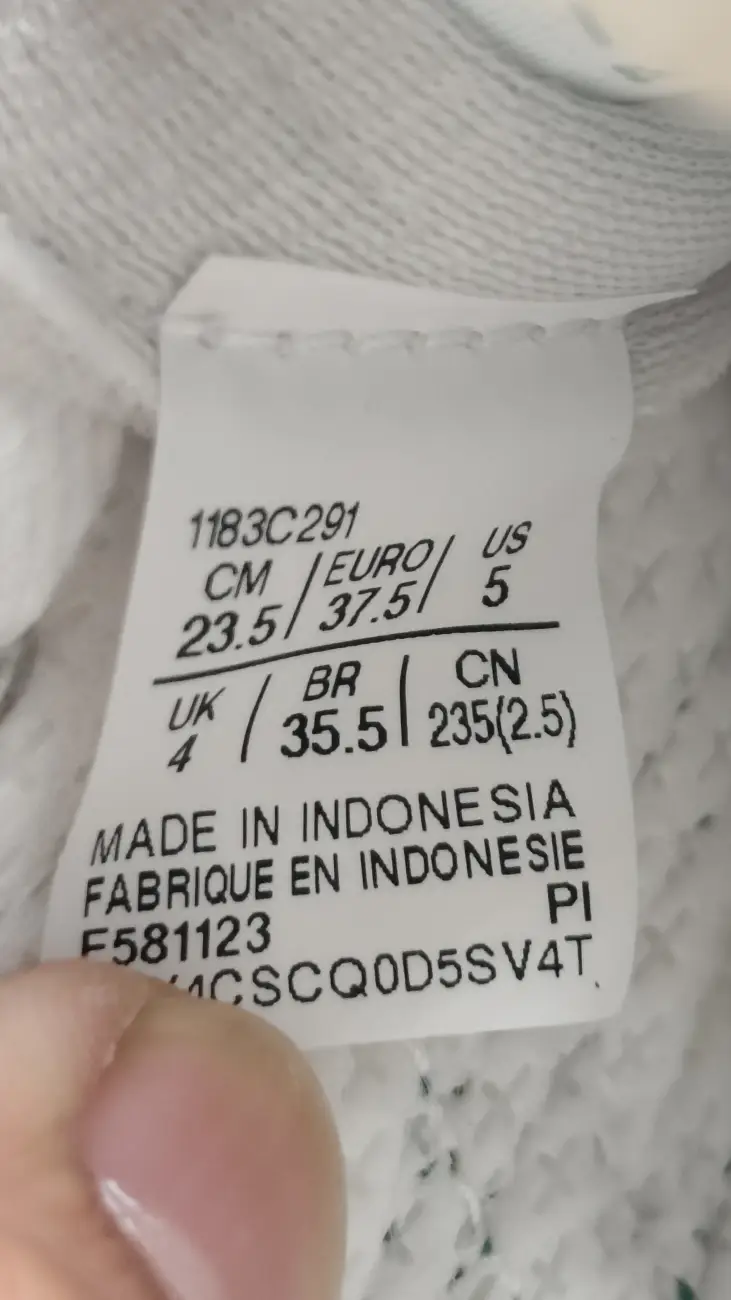 1183C291
CM / EURO / US
23.5 / 37.5 / 5
UK / BR | CN
4 / 35.5 | 235(2.5)
MADE IN INDONESIA
FABRIQUE EN INDONESIE
F581123 PI
4CSCQ0D5SV4T